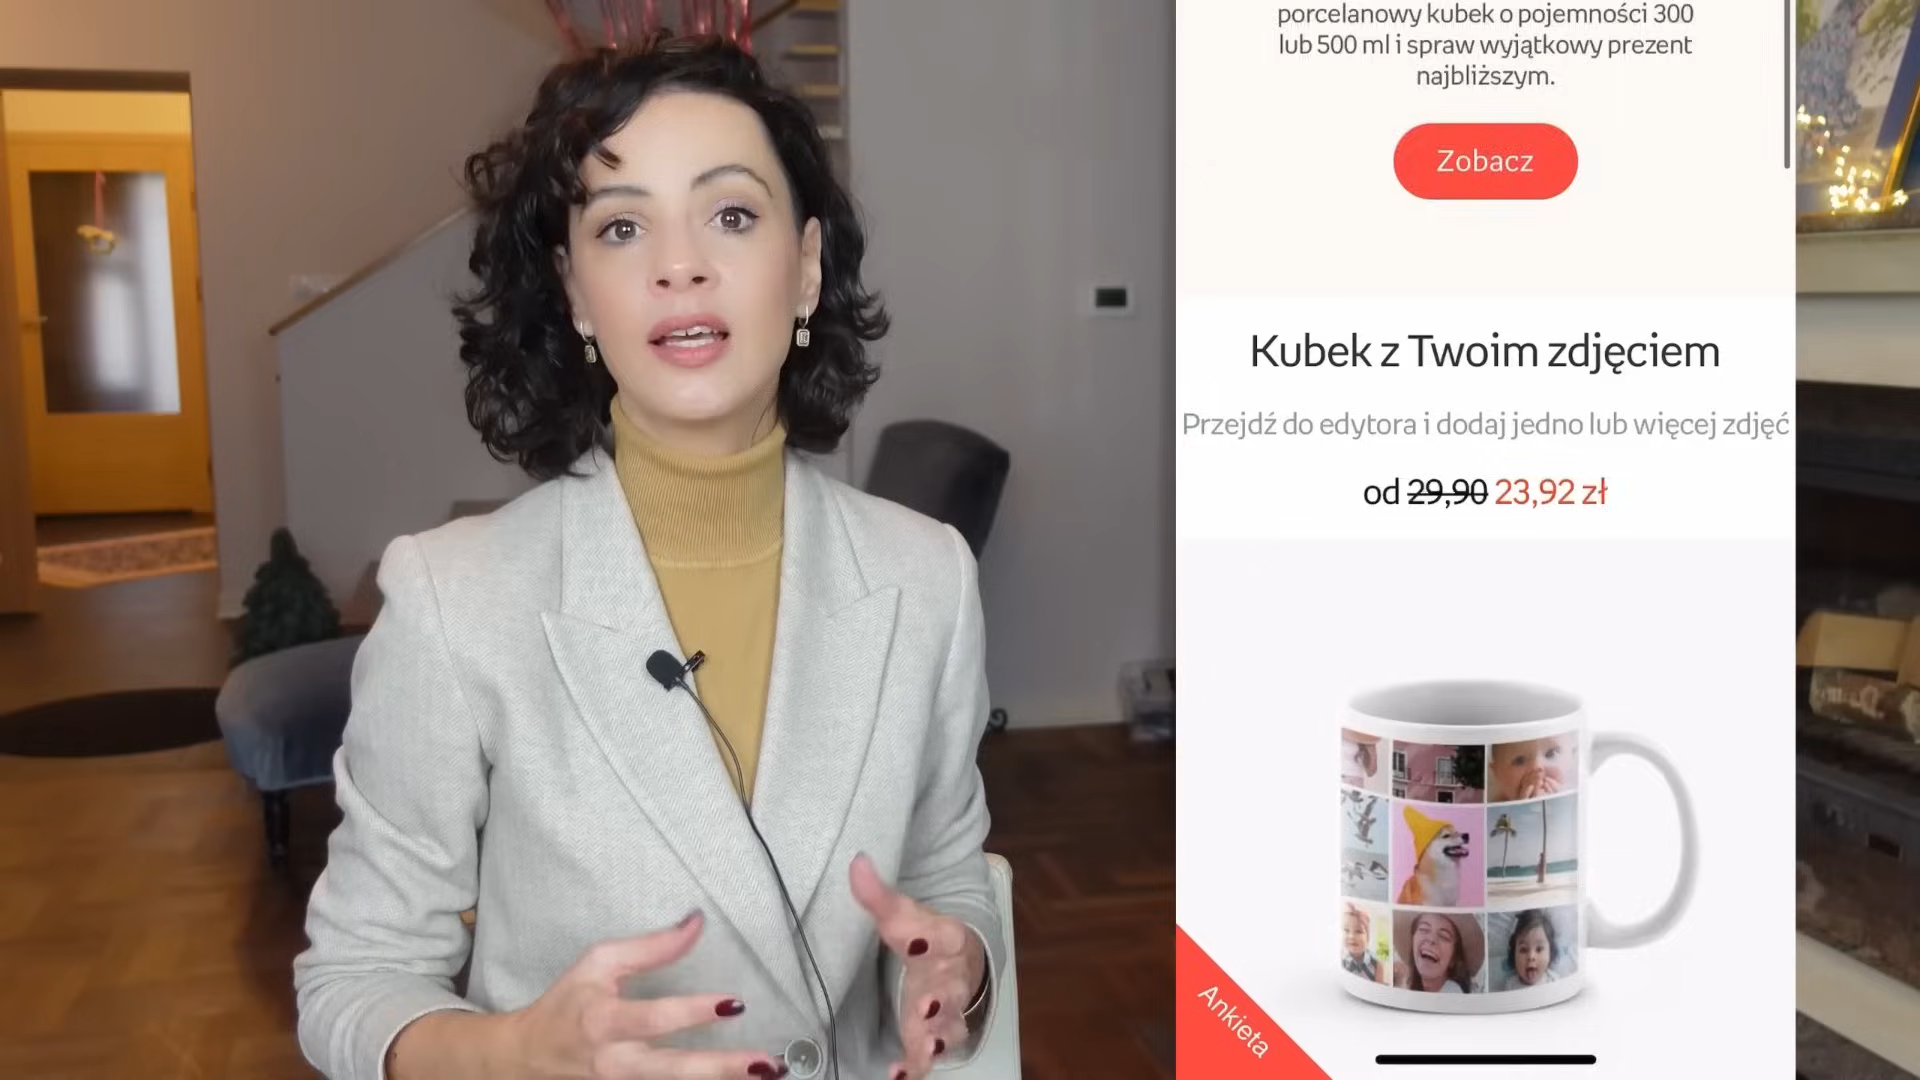 porcelanowy kubek o pojemności 300
lub 500 ml i spraw wyjątkowy prezent
najbliższym.
Zobacz
Kubek z Twoim zdjęciem
Przejdź do edytora i dodaj jedno lub więcej zdjęć
od 29,90 23,92 zł
Ankieta